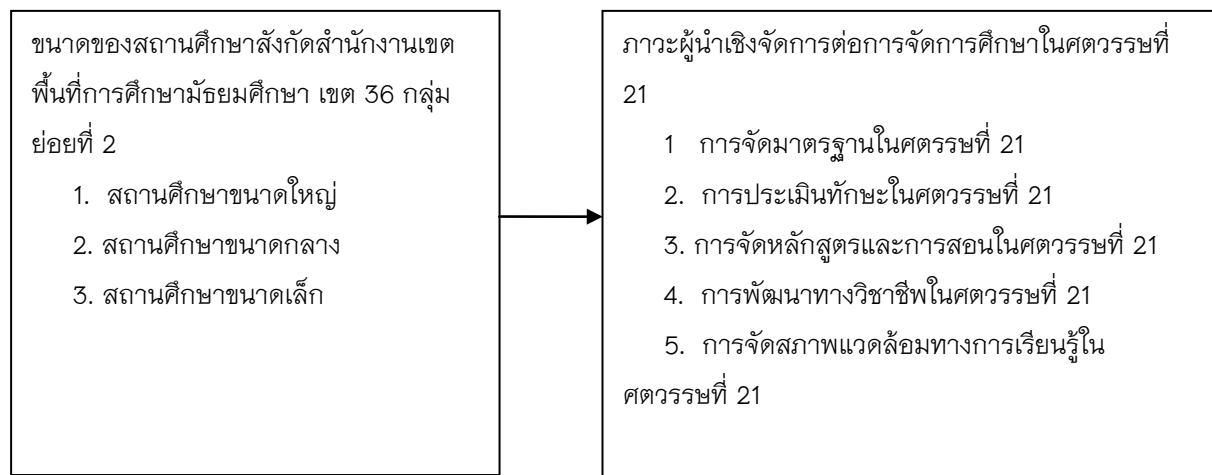 ขนาดของสถานศึกษาสังกัดสำนักงานเขต
พื้นที่การศึกษามัธยมศึกษา เขต 36 กลุ่ม
ย่อยที่ 2
1. สถานศึกษาขนาดใหญ่
2. สถานศึกษาขนาดกลาง
3. สถานศึกษาขนาดเล็ก
ภาวะผู้นำเชิงจัดการต่อการจัดการศึกษาในศตวรรษที่
21
1 การจัดมาตรฐานในศตรรษที่ 21
2. การประเมินทักษะในศตวรรษที่ 21
3. การจัดหลักสูตรและการสอนในศตวรรษที่ 21
4. การพัฒนาทางวิชาชีพในศตวรรษที่ 21
5. การจัดสภาพแวดล้อมทางการเรียนรู้ใน
ศตวรรษที่ 21